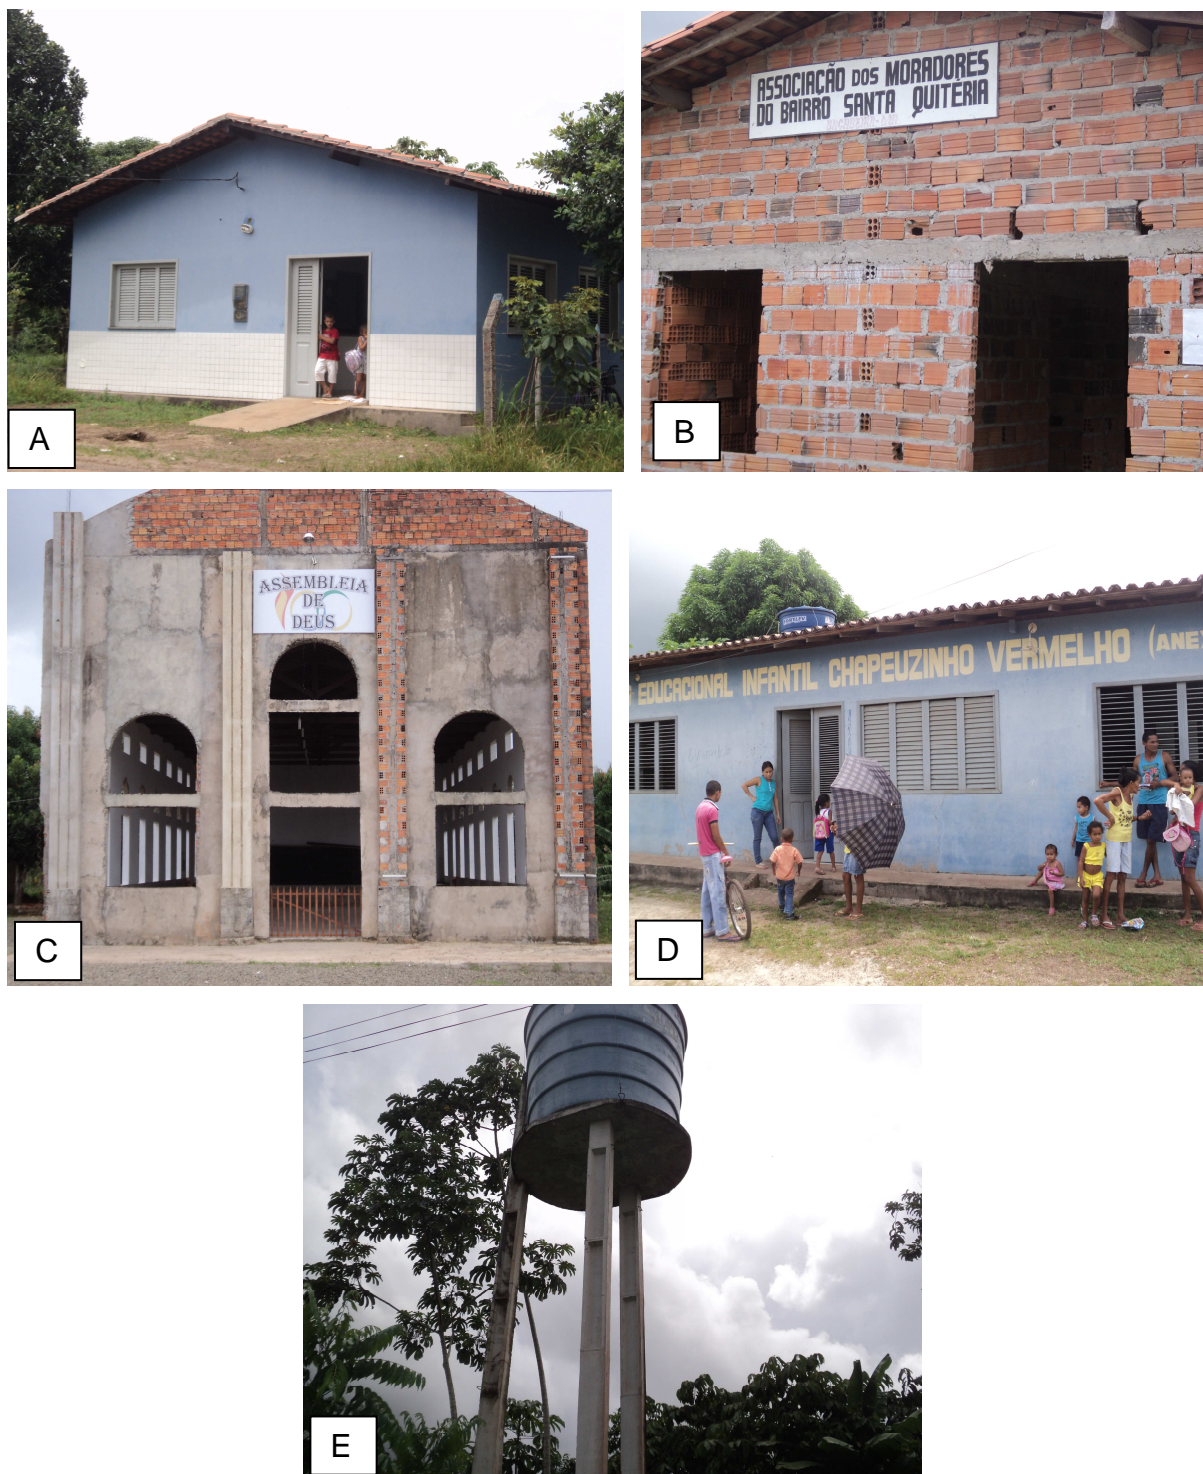 A
ASSOCIAÇÃO DOS MORADORES
DO BAIRRO SANTA QUITÉRIA
B
ASSEMBLEIA
DE
DEUS
C
EDUCACIONAL INFANTIL CHAPEUZINHO VERMELHO (ANE
D
E